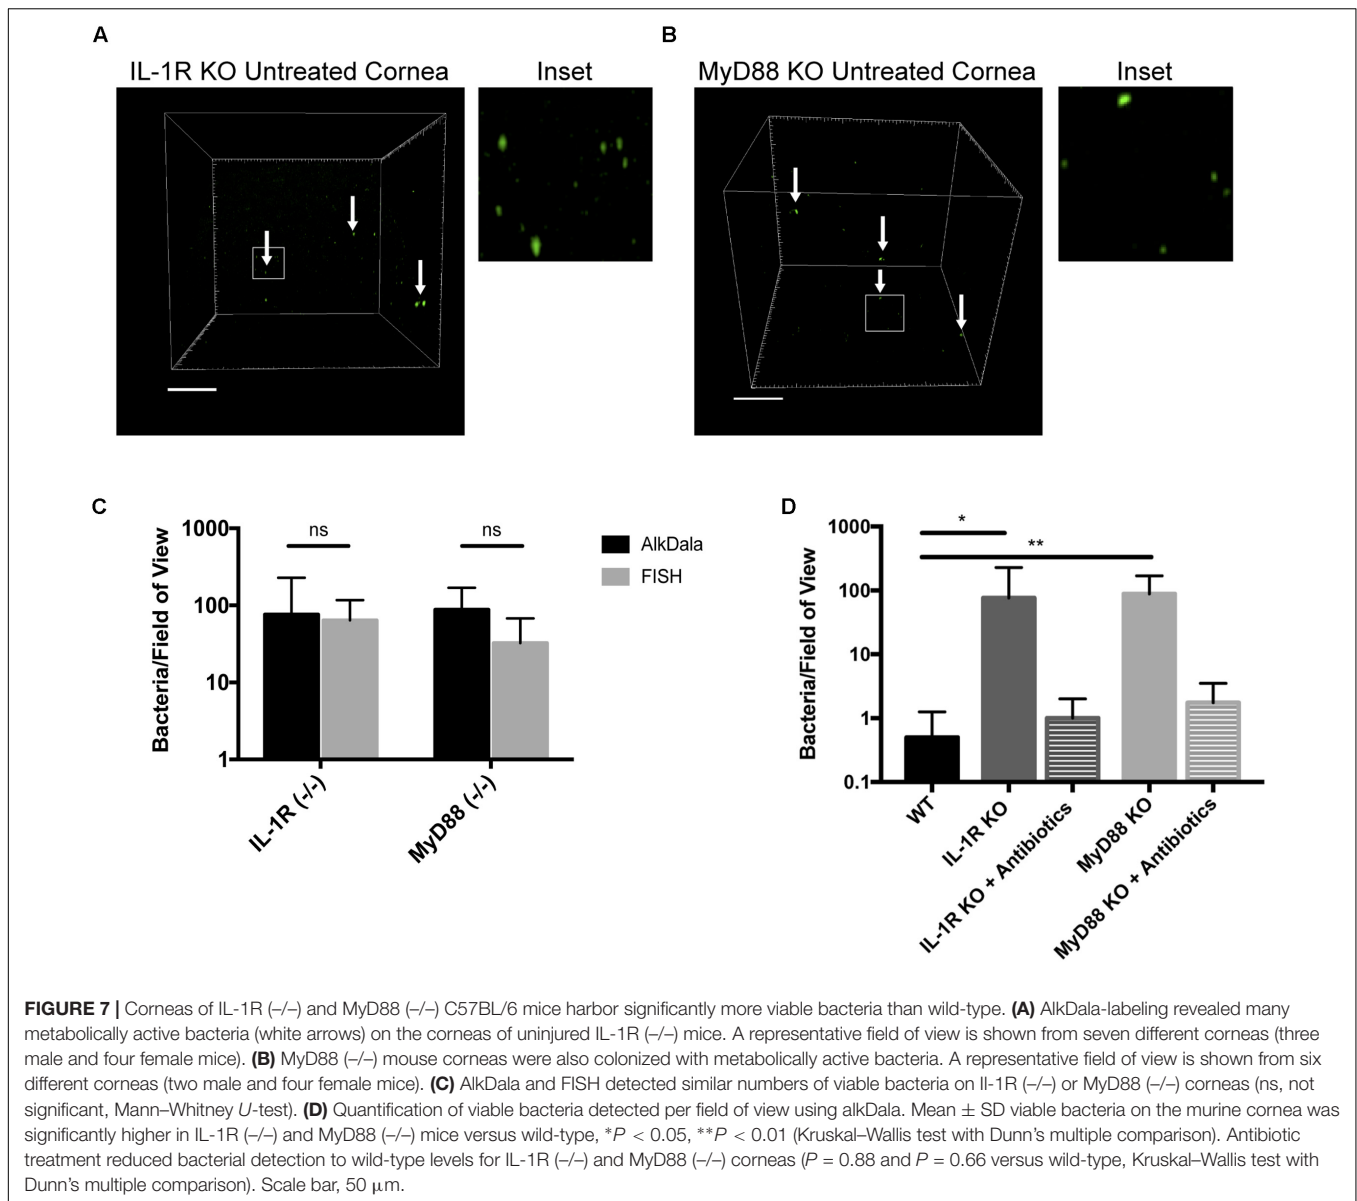 A
B
IL-1R KO Untreated Cornea
Inset
MyD88 KO Untreated Cornea
Inset
C
1000
100
10
1
Bacteria/Field of View
ns
ns
AlkDala
FISH
IL-1R (-/-)
MyD88 (-/-)
D
1000
100
10
1
0.1
Bacteria/Field of View
*
**
WT
IL-1R KO
IL-1R KO + Antibiotics
MyD88 KO
MyD88 KO + Antibiotics
FIGURE 7 | Corneas of IL-1R (–/–) and MyD88 (–/–) C57BL/6 mice harbor significantly more viable bacteria than wild-type. (A) AlkDala-labeling revealed many
metabolically active bacteria (white arrows) on the corneas of uninjured IL-1R (–/–) mice. A representative field of view is shown from seven different corneas (three
male and four female mice). (B) MyD88 (–/–) mouse corneas were also colonized with metabolically active bacteria. A representative field of view is shown from six
different corneas (two male and four female mice). (C) AlkDala and FISH detected similar numbers of viable bacteria on Il-1R (–/–) or MyD88 (–/–) corneas (ns, not
significant, Mann–Whitney U-test). (D) Quantification of viable bacteria detected per field of view using alkDala. Mean ± SD viable bacteria on the murine cornea was
significantly higher in IL-1R (–/–) and MyD88 (–/–) mice versus wild-type, *P < 0.05, **P < 0.01 (Kruskal–Wallis test with Dunn's multiple comparison). Antibiotic
treatment reduced bacterial detection to wild-type levels for IL-1R (–/–) and MyD88 (–/–) corneas (P = 0.88 and P = 0.66 versus wild-type, Kruskal–Wallis test with
Dunn's multiple comparison). Scale bar, 50 μm.